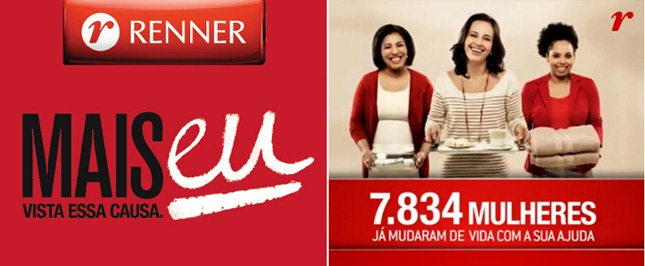 r RENNER
MAIS eu
VISTA ESSA CAUSA.
r
7.834 MULHERES
JÁ MUDARAM DE VIDA COM A SUA AJUDA